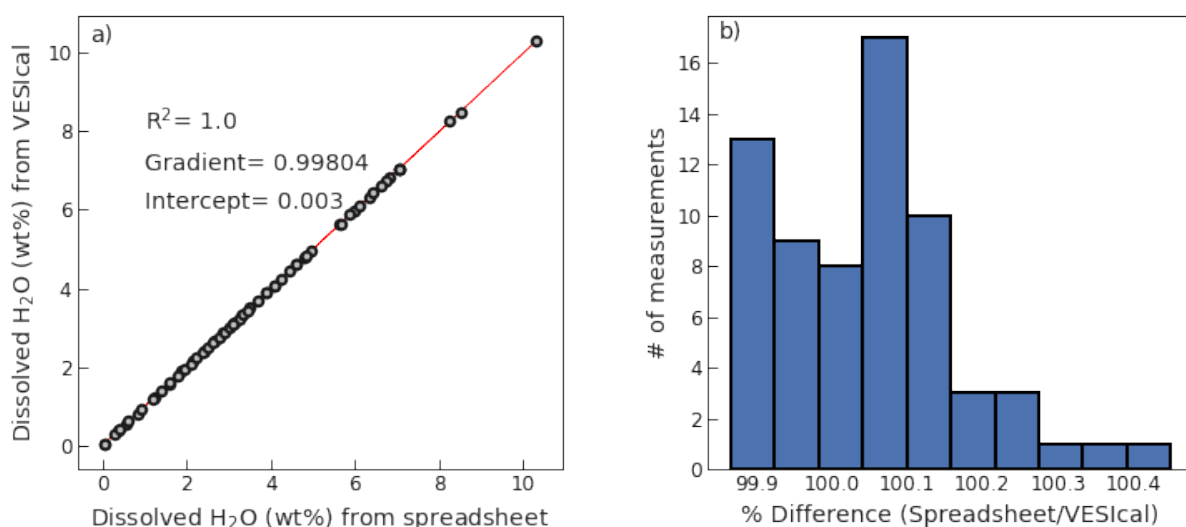 a)
R²= 1.0
Gradient= 0.99804
Intercept= 0.003
Dissolved H₂O (wt%) from VESIcal
10
8
6
4
2
0
0 2 4 6 8 10
Dissolved H₂O (wt%) from spreadsheet
b)
# of measurements
16
14
12
10
8
6
4
2
0
99.9 100.0 100.1 100.2 100.3 100.4
% Difference (Spreadsheet/VESIcal)